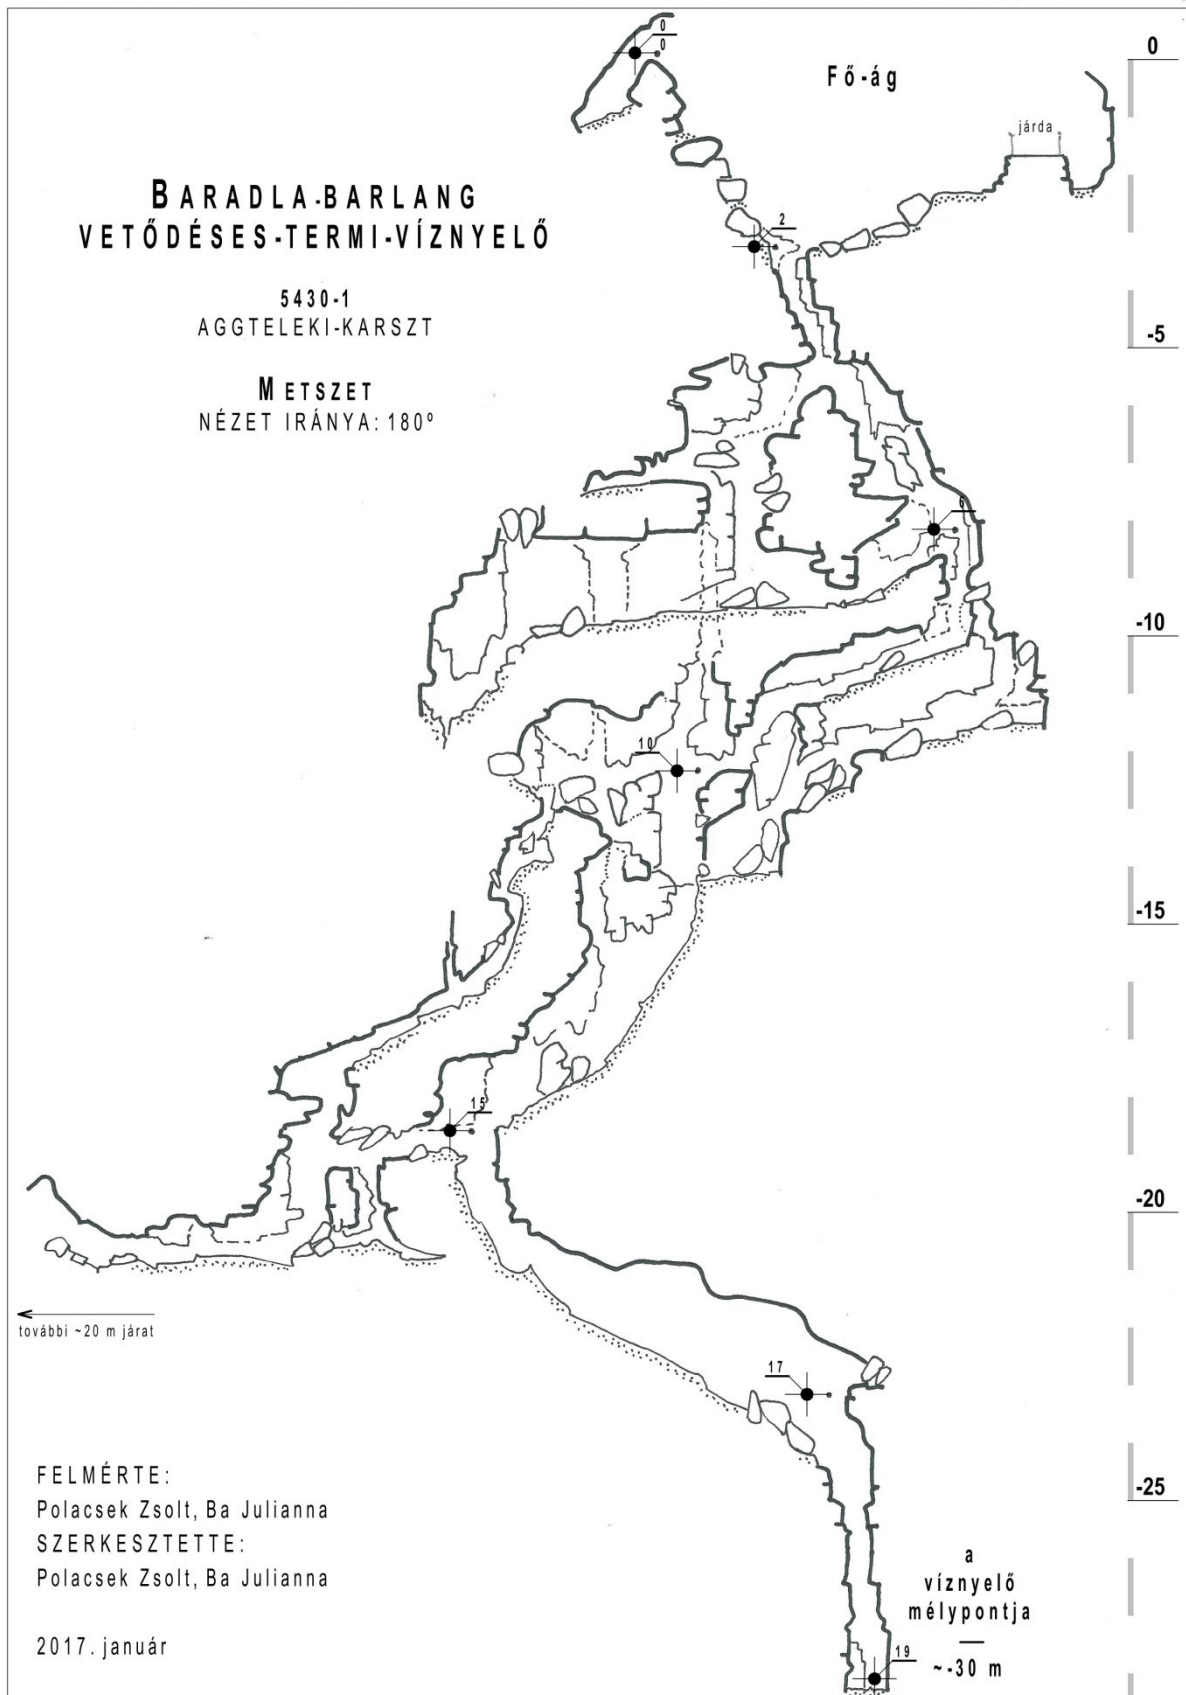 0
0
Fő-ág
0
járda
BARADLA-BARLANG
VETŐDÉSES-TERMI-VÍZNYELŐ
2
5430-1
AGGTELEKI-KARSZT
-5
METSZET
NÉZET IRÁNYA: 180º
6
-10
10
-15
15
-20
további ~20 m járat
17
FELMÉRTE:
Polacsek Zsolt, Ba Julianna
SZERKESZTETTE:
Polacsek Zsolt, Ba Julianna
2017. január
-25
a
víznyelő
mélypontja
19
~-30 m